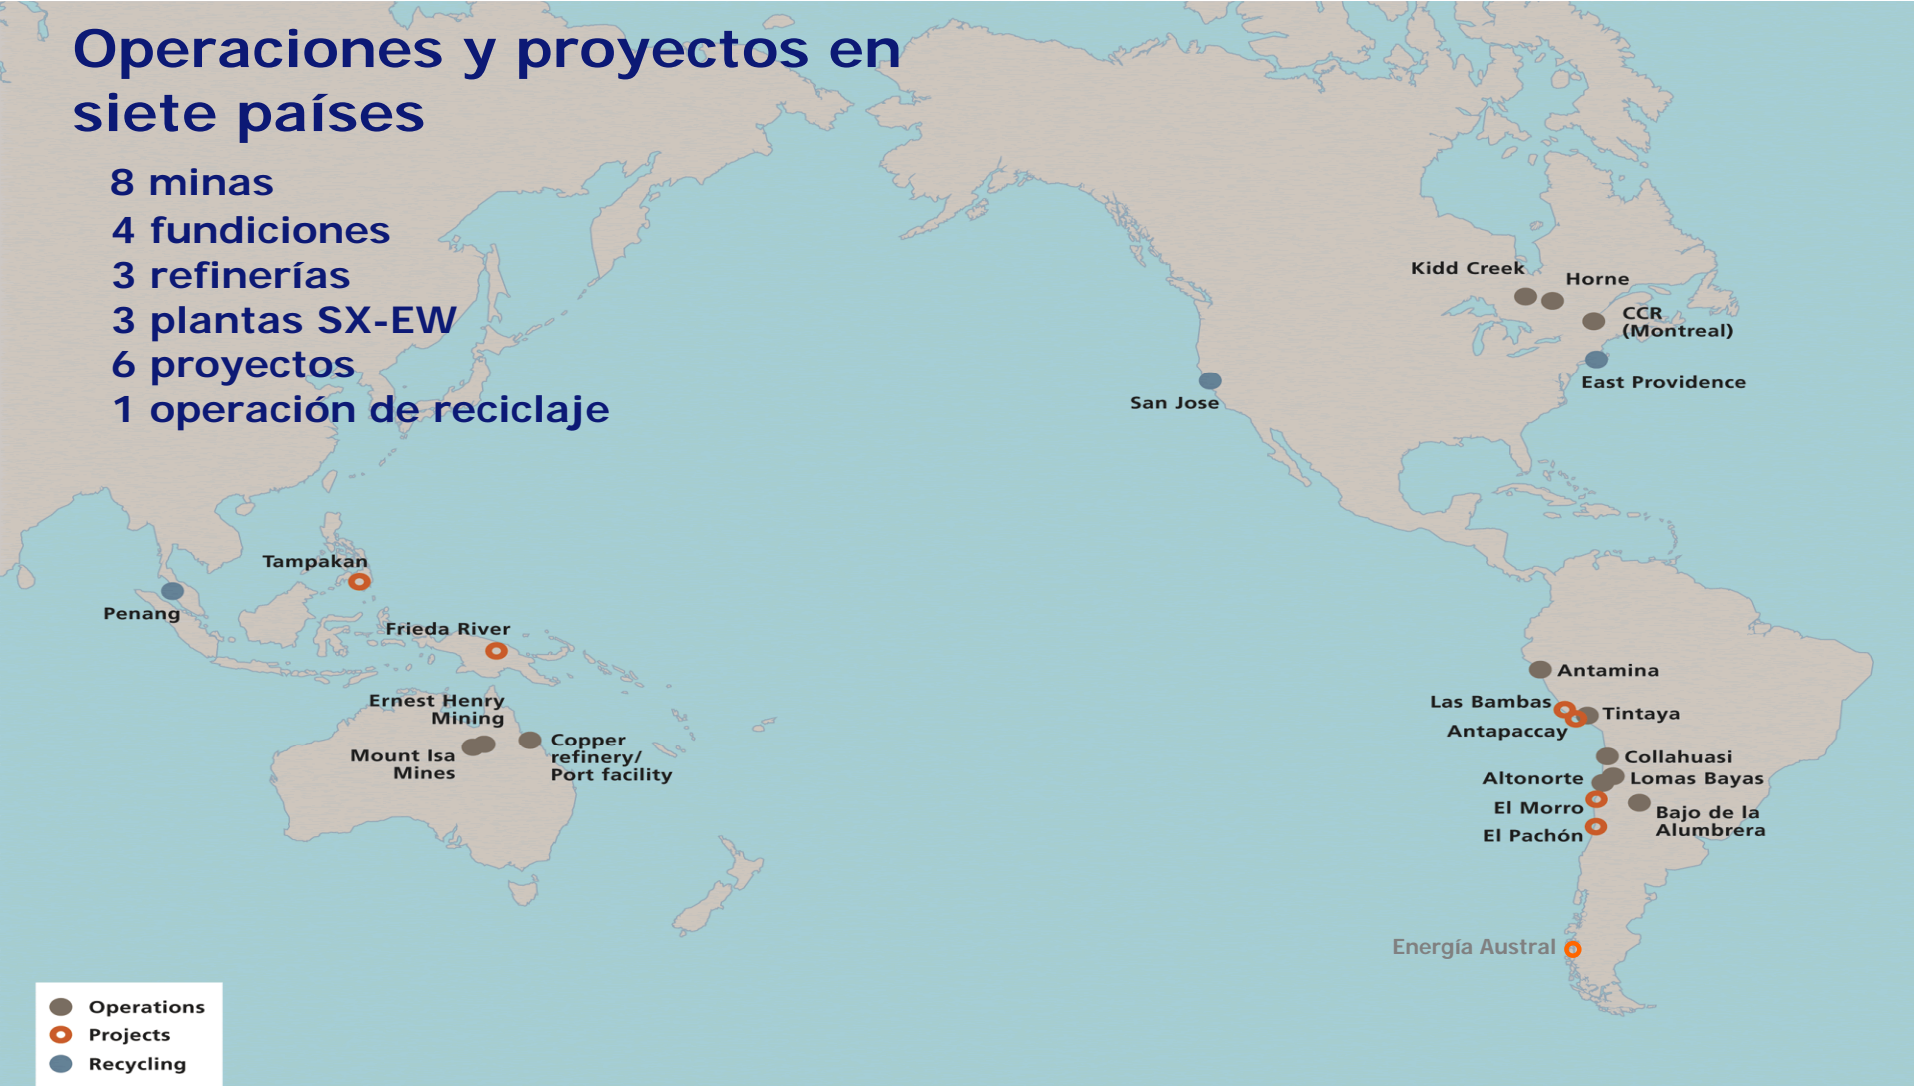 Operaciones y proyectos en
siete países
8 minas
4 fundiciones
3 refinerías
3 plantas SX-EW
6 proyectos
1 operación de reciclaje
Kidd Creek
Horne
CCR
(Montreal)
East Providence
San Jose
Tampakan
Penang
Frieda River
Ernest Henry
Mining
Mount Isa
Mines
Copper
refinery/
Port facility
Antamina
Las Bambas
Tintaya
Antapaccay
Collahuasi
Altonorte
Lomas Bayas
El Morro
Bajo de la
Alumbrera
El Pachón
Energía Austral
Operations
Projects
Recycling